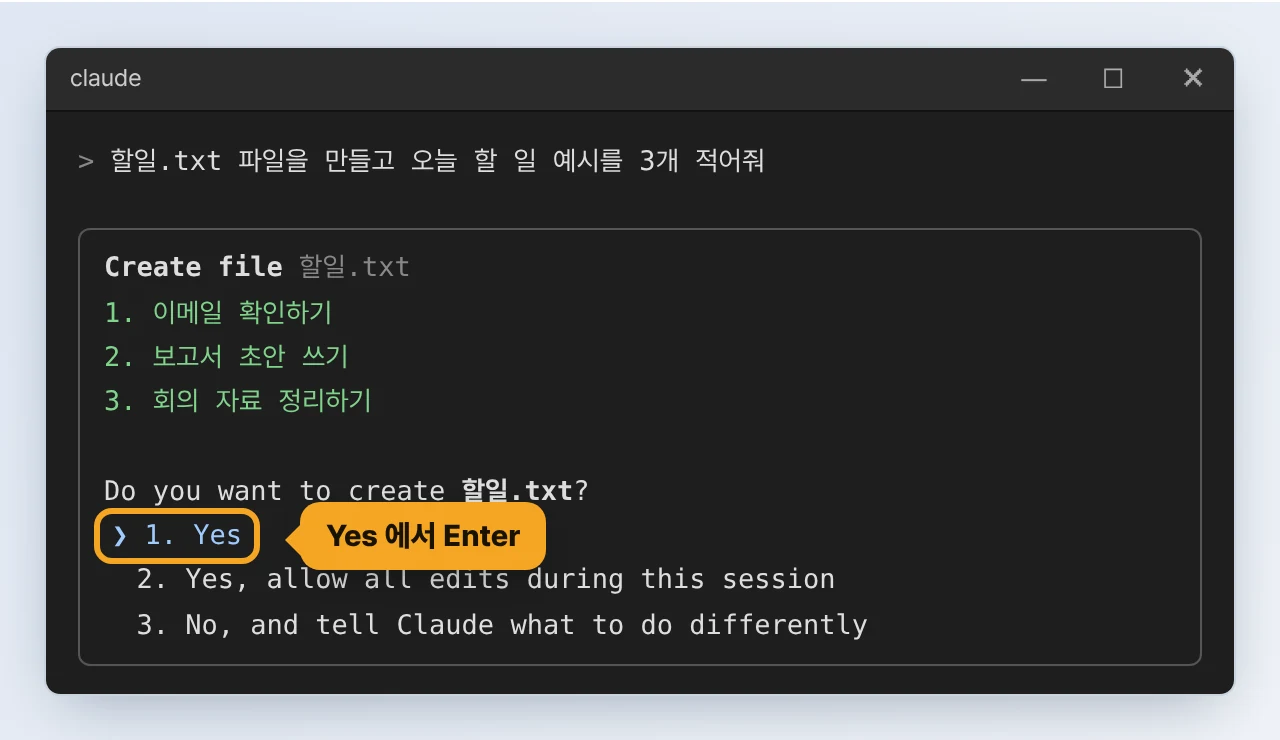 claude
> 할일.txt 파일을 만들고 오늘 할 일 예시를 3개 적어줘
Create file 할일.txt
1. 이메일 확인하기
2. 보고서 초안 쓰기
3. 회의 자료 정리하기
Do you want to create 할일.txt?
❯ 1. Yes
Yes 에서 Enter
2. Yes, allow all edits during this session
3. No, and tell Claude what to do differently